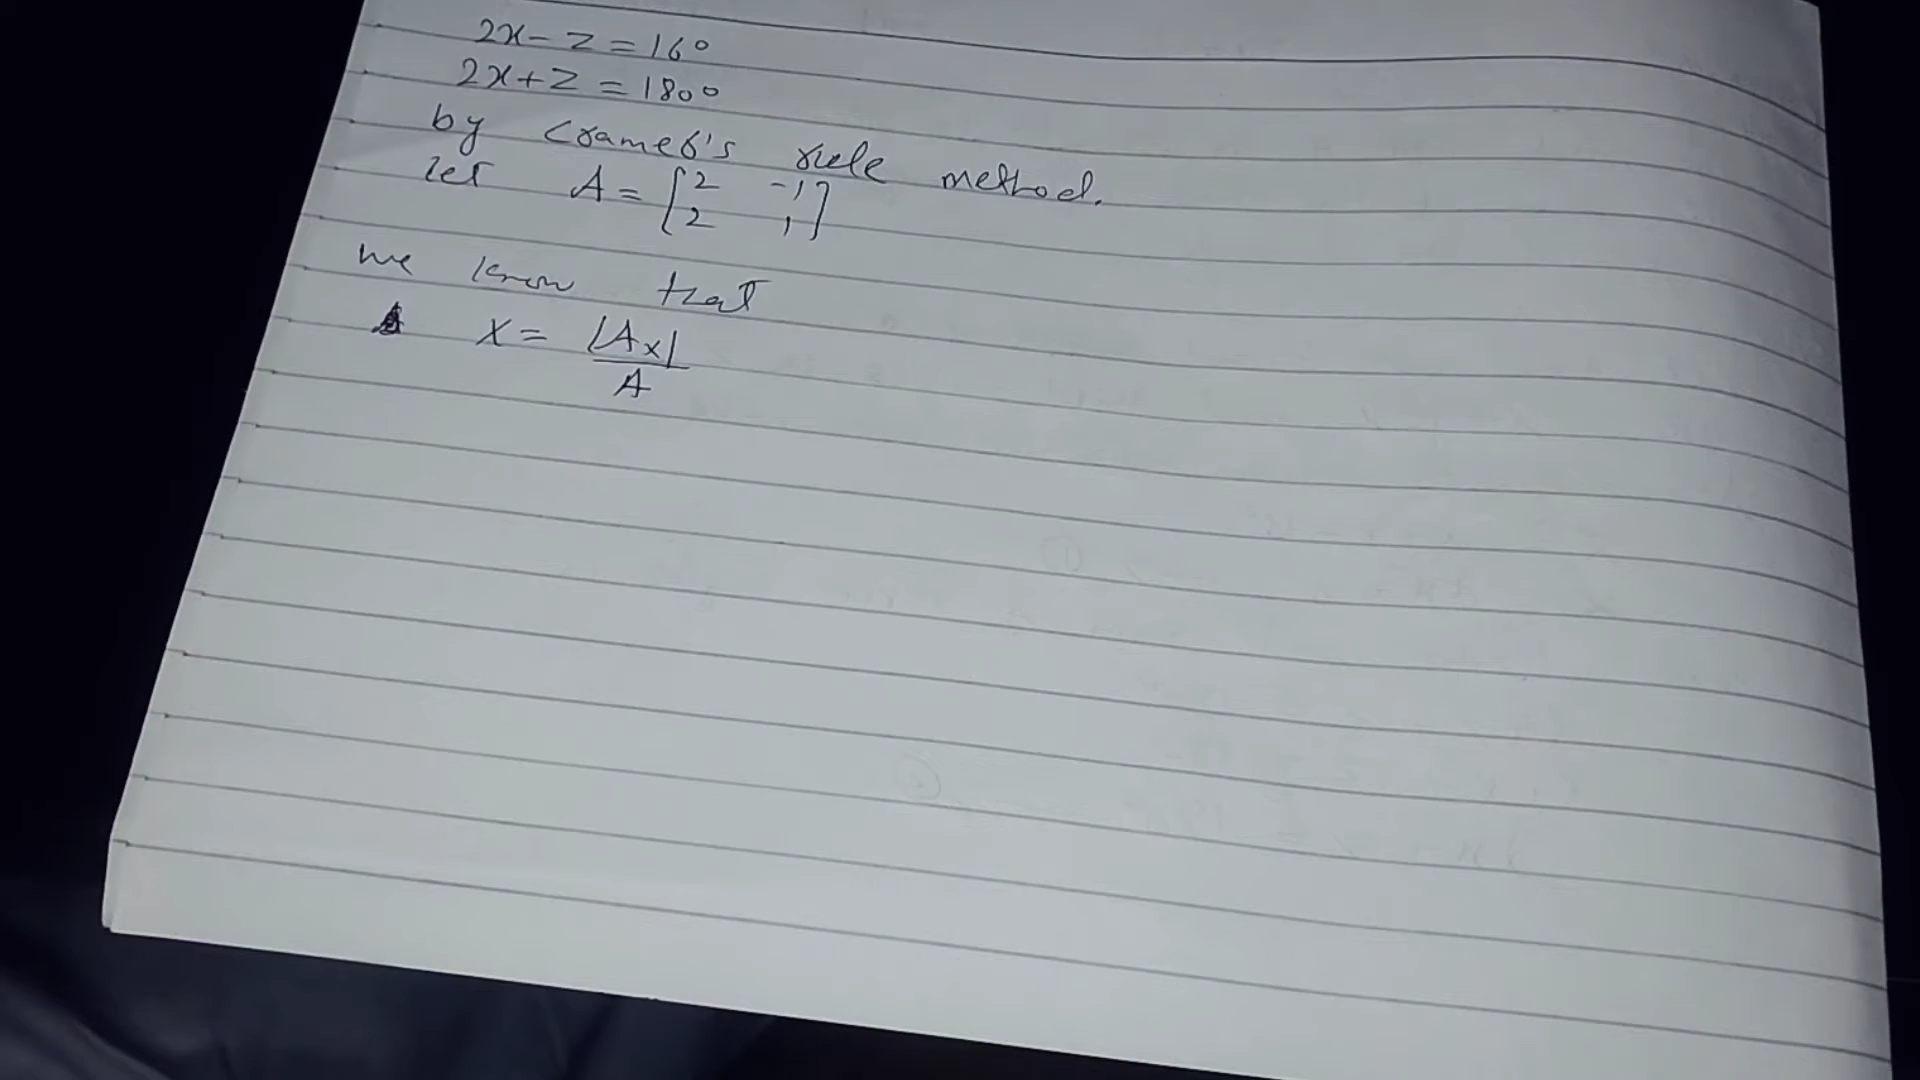 2x - z = 16°
2x + z = 180°
by Cramer's rule method.
let A = [2 -1
2 1]
we know that
x = |Ax|
A